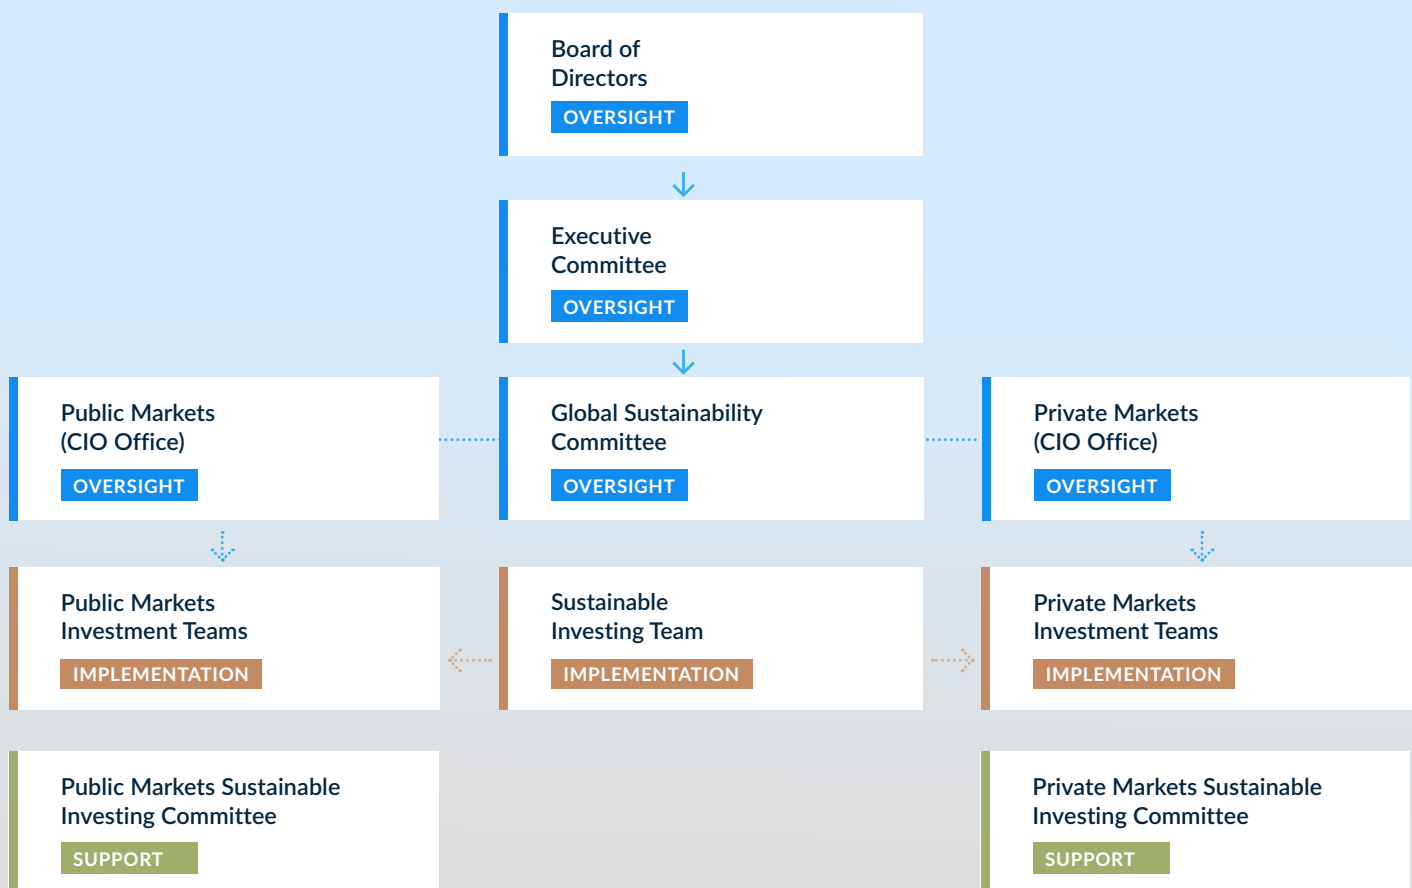 Board of
Directors
OVERSIGHT
Executive
Committee
OVERSIGHT
Public Markets
(CIO Office)
OVERSIGHT
Global Sustainability
Committee
OVERSIGHT
Private Markets
(CIO Office)
OVERSIGHT
Public Markets
Investment Teams
IMPLEMENTATION
Sustainable
Investing Team
IMPLEMENTATION
Private Markets
Investment Teams
IMPLEMENTATION
Public Markets Sustainable
Investing Committee
SUPPORT
Private Markets Sustainable
Investing Committee
SUPPORT